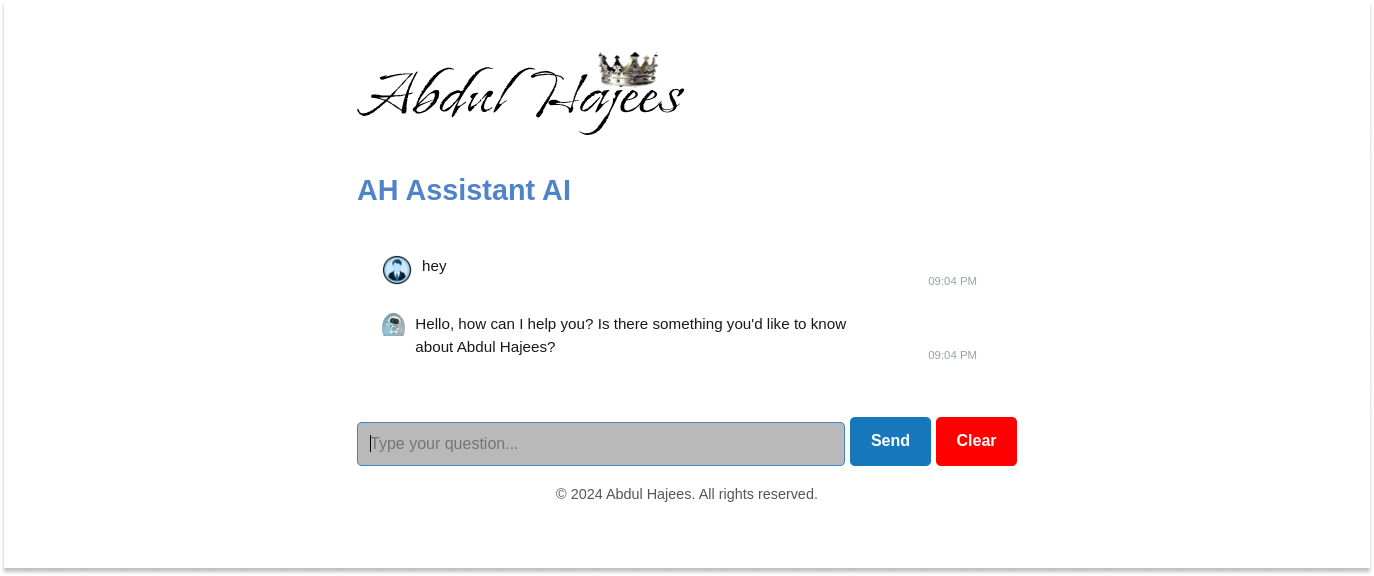 Abdul Hajees
AH Assistant AI
hey
09:04 PM
Hello, how can I help you? Is there something you'd like to know
about Abdul Hajees?
09:04 PM
Type your question...
Send
Clear
© 2024 Abdul Hajees. All rights reserved.